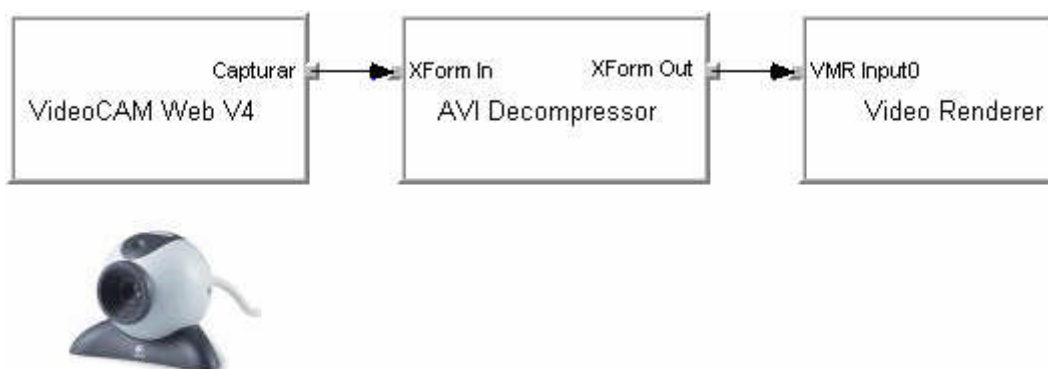 Capturar
VideoCAM Web V4
XForm In
XForm Out
AVI Decompressor
VMR Input0
Video Renderer